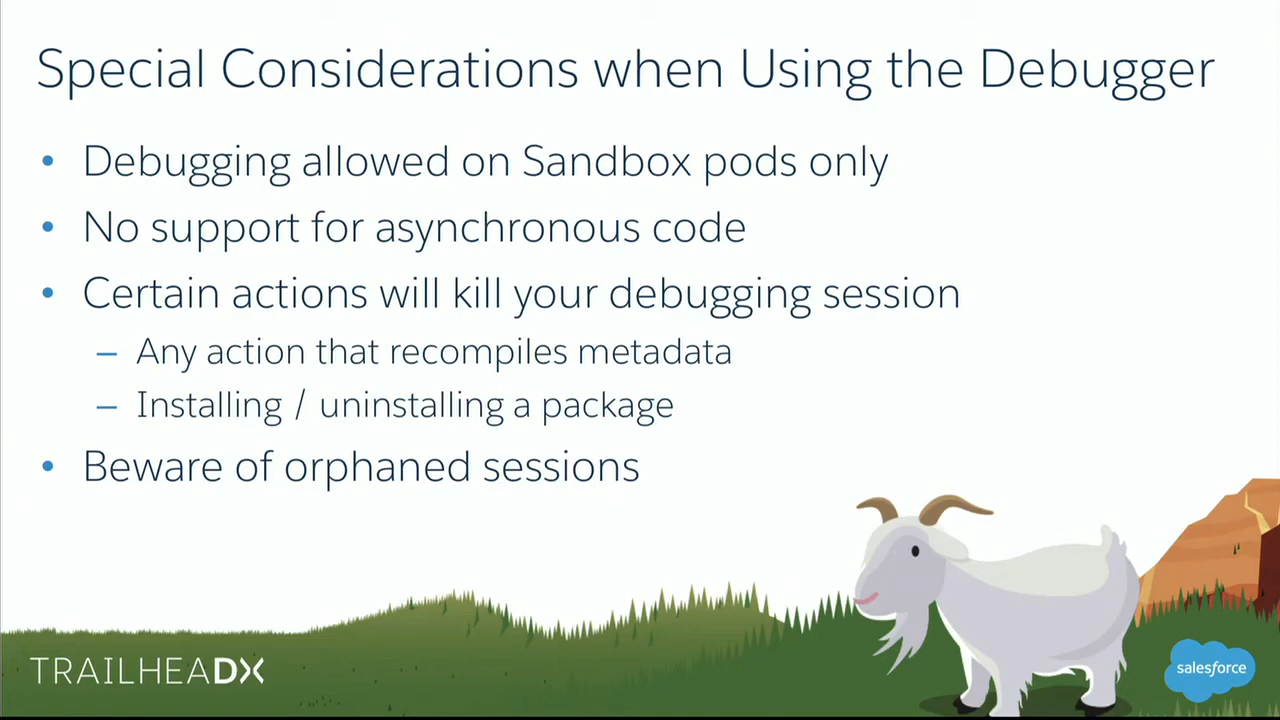 Special Considerations when Using the Debugger
• Debugging allowed on Sandbox pods only
• No support for asynchronous code
• Certain actions will kill your debugging session
– Any action that recompiles metadata
– Installing / uninstalling a package
• Beware of orphaned sessions
TRAILHEADX
salesforce